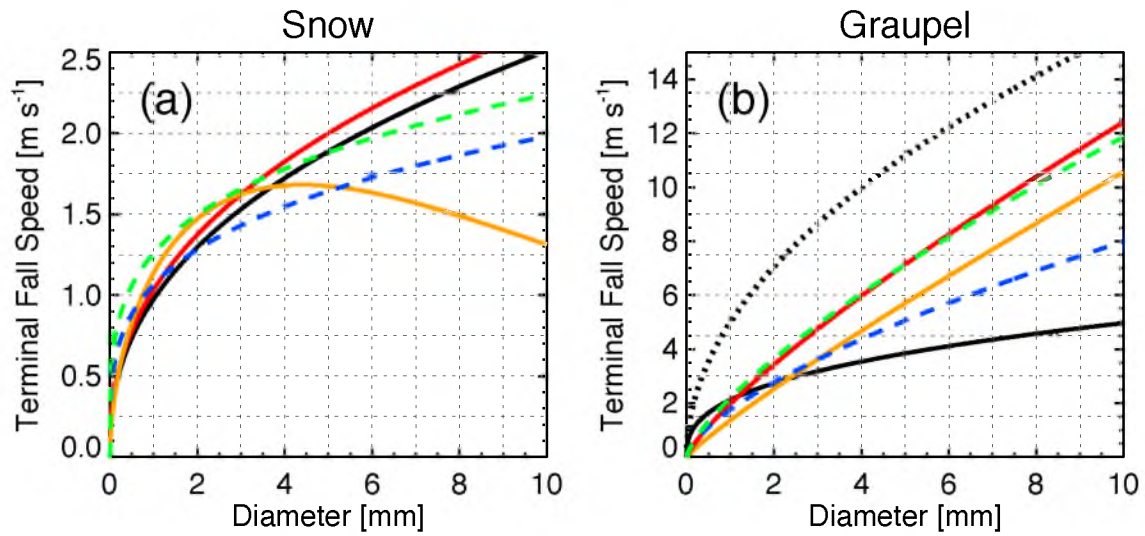 Snow
Graupel
(a)
(b)
Terminal Fall Speed [m s⁻¹]
2.5
2.0
1.5
1.0
0.5
0.0
0 2 4 6 8 10
Diameter [mm]
Terminal Fall Speed [m s⁻¹]
14
12
10
8
6
4
2
0
0 2 4 6 8 10
Diameter [mm]